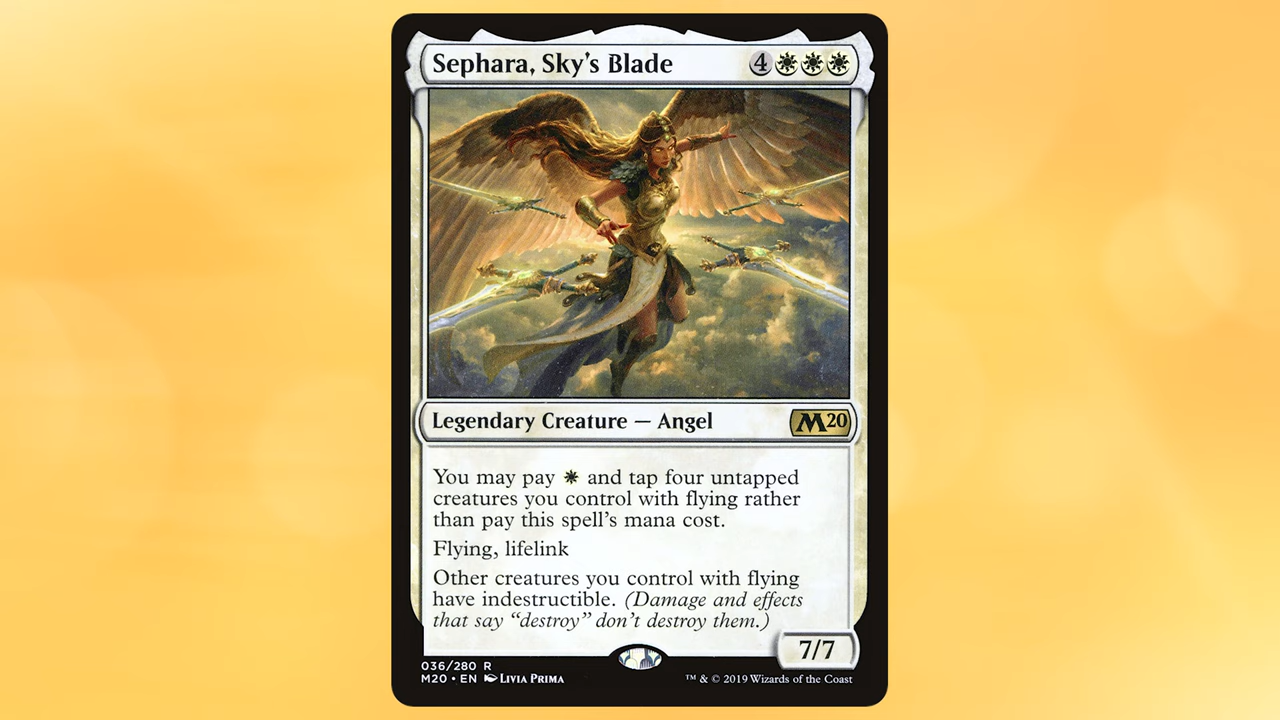 Sephara, Sky's Blade 4
Legendary Creature — Angel M20
You may pay and tap four untapped
creatures you control with flying rather
than pay this spell's mana cost.
Flying, lifelink
Other creatures you control with flying
have indestructible. (Damage and effects
that say “destroy” don't destroy them.)
7/7
036/280 R
M20 • EN LIVIA PRIMA ™ & © 2019 Wizards of the Coast